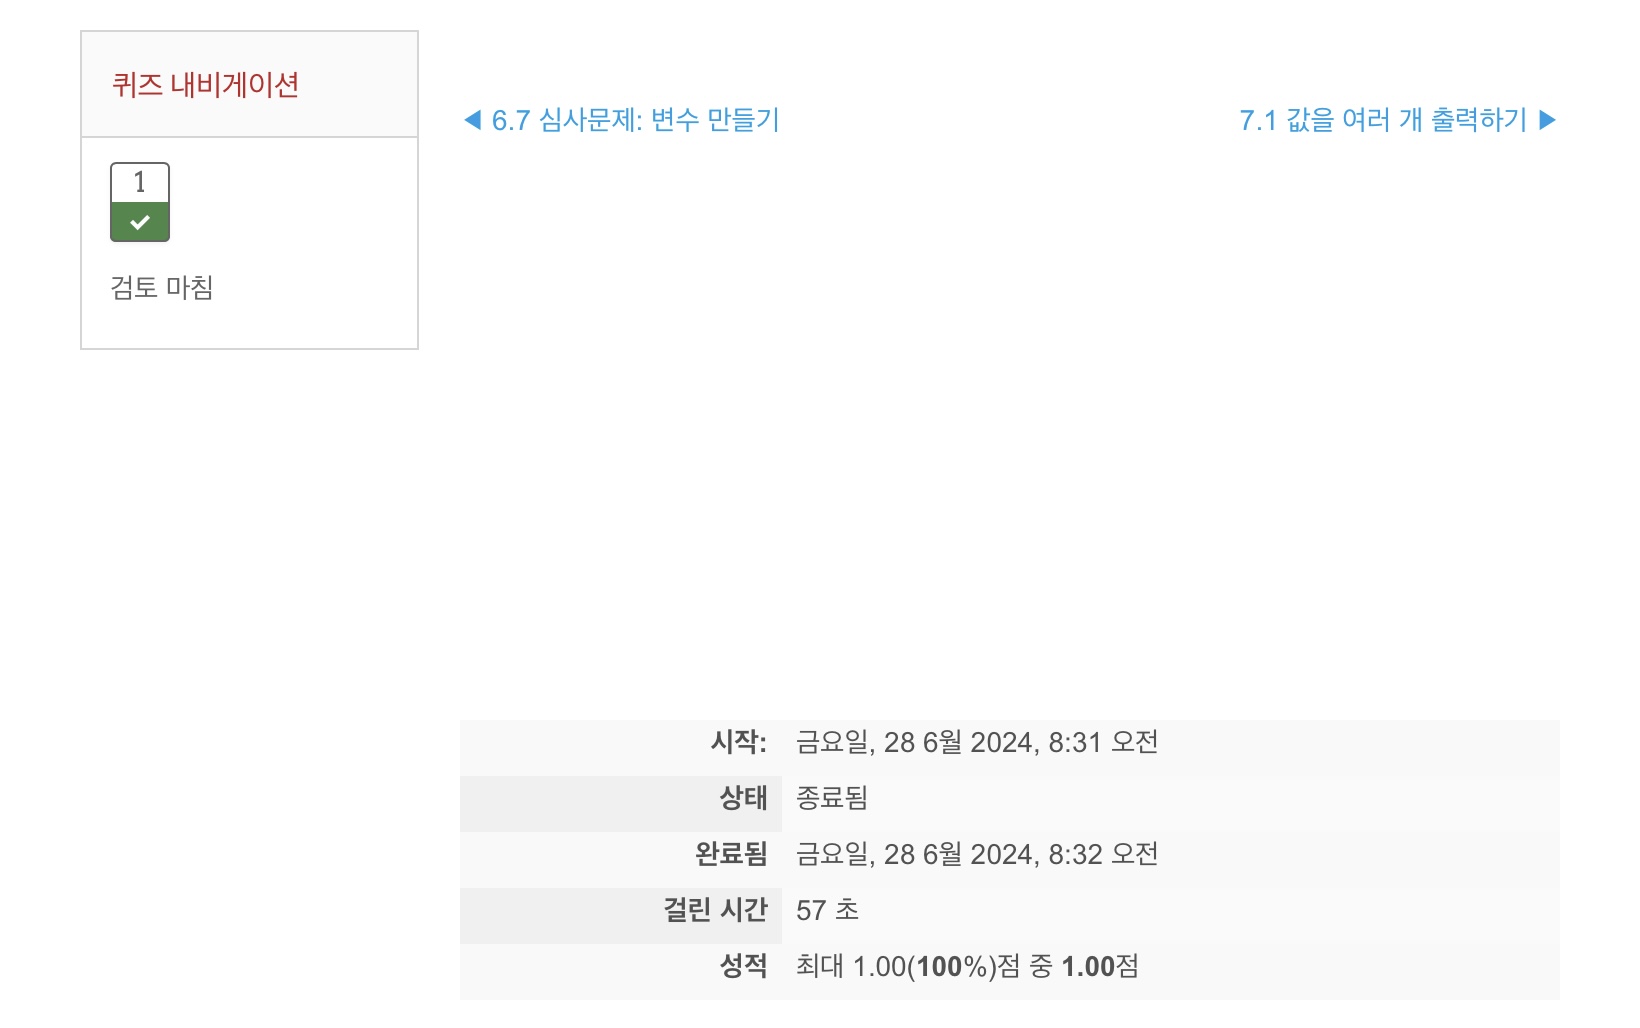 퀴즈 내비게이션
1
검토 마침
◀ 6.7 심사문제: 변수 만들기
7.1 값을 여러 개 출력하기 ▶
시작: 금요일, 28 6월 2024, 8:31 오전
상태 종료됨
완료됨 금요일, 28 6월 2024, 8:32 오전
걸린 시간 57 초
성적 최대 1.00(100%)점 중 1.00점